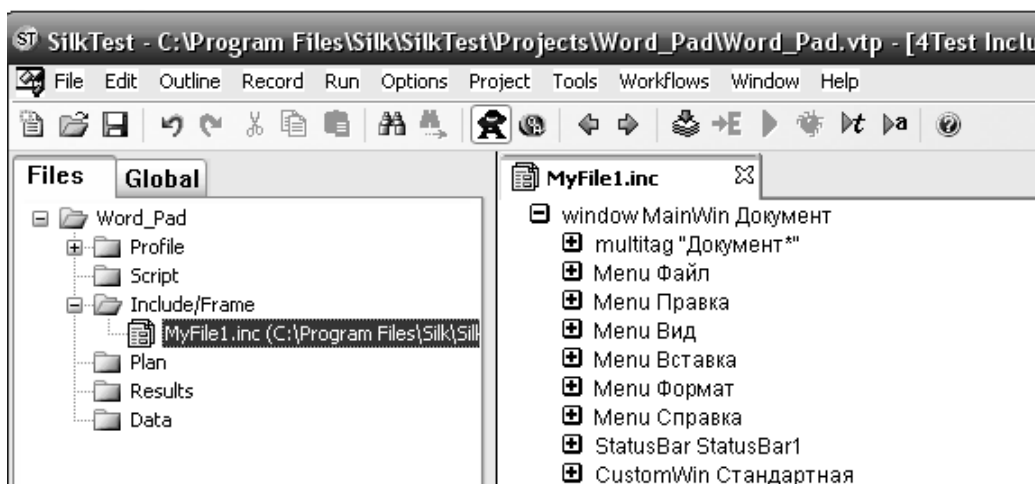 SilkTest - C:\Program Files\Silk\SilkTest\Projects\Word_Pad\Word_Pad.vtp - [4Test Inclu
File Edit Outline Record Run Options Project Tools Workflows Window Help
Files Global
Word_Pad
Profile
Script
Include/Frame
MyFile1.inc (C:\Program Files\Silk\Silk
Plan
Results
Data
MyFile1.inc
window MainWin Документ
multitag "Документ*"
Menu Файл
Menu Правка
Menu Вид
Menu Вставка
Menu Формат
Menu Справка
StatusBar StatusBar1
CustomWin Стандартная